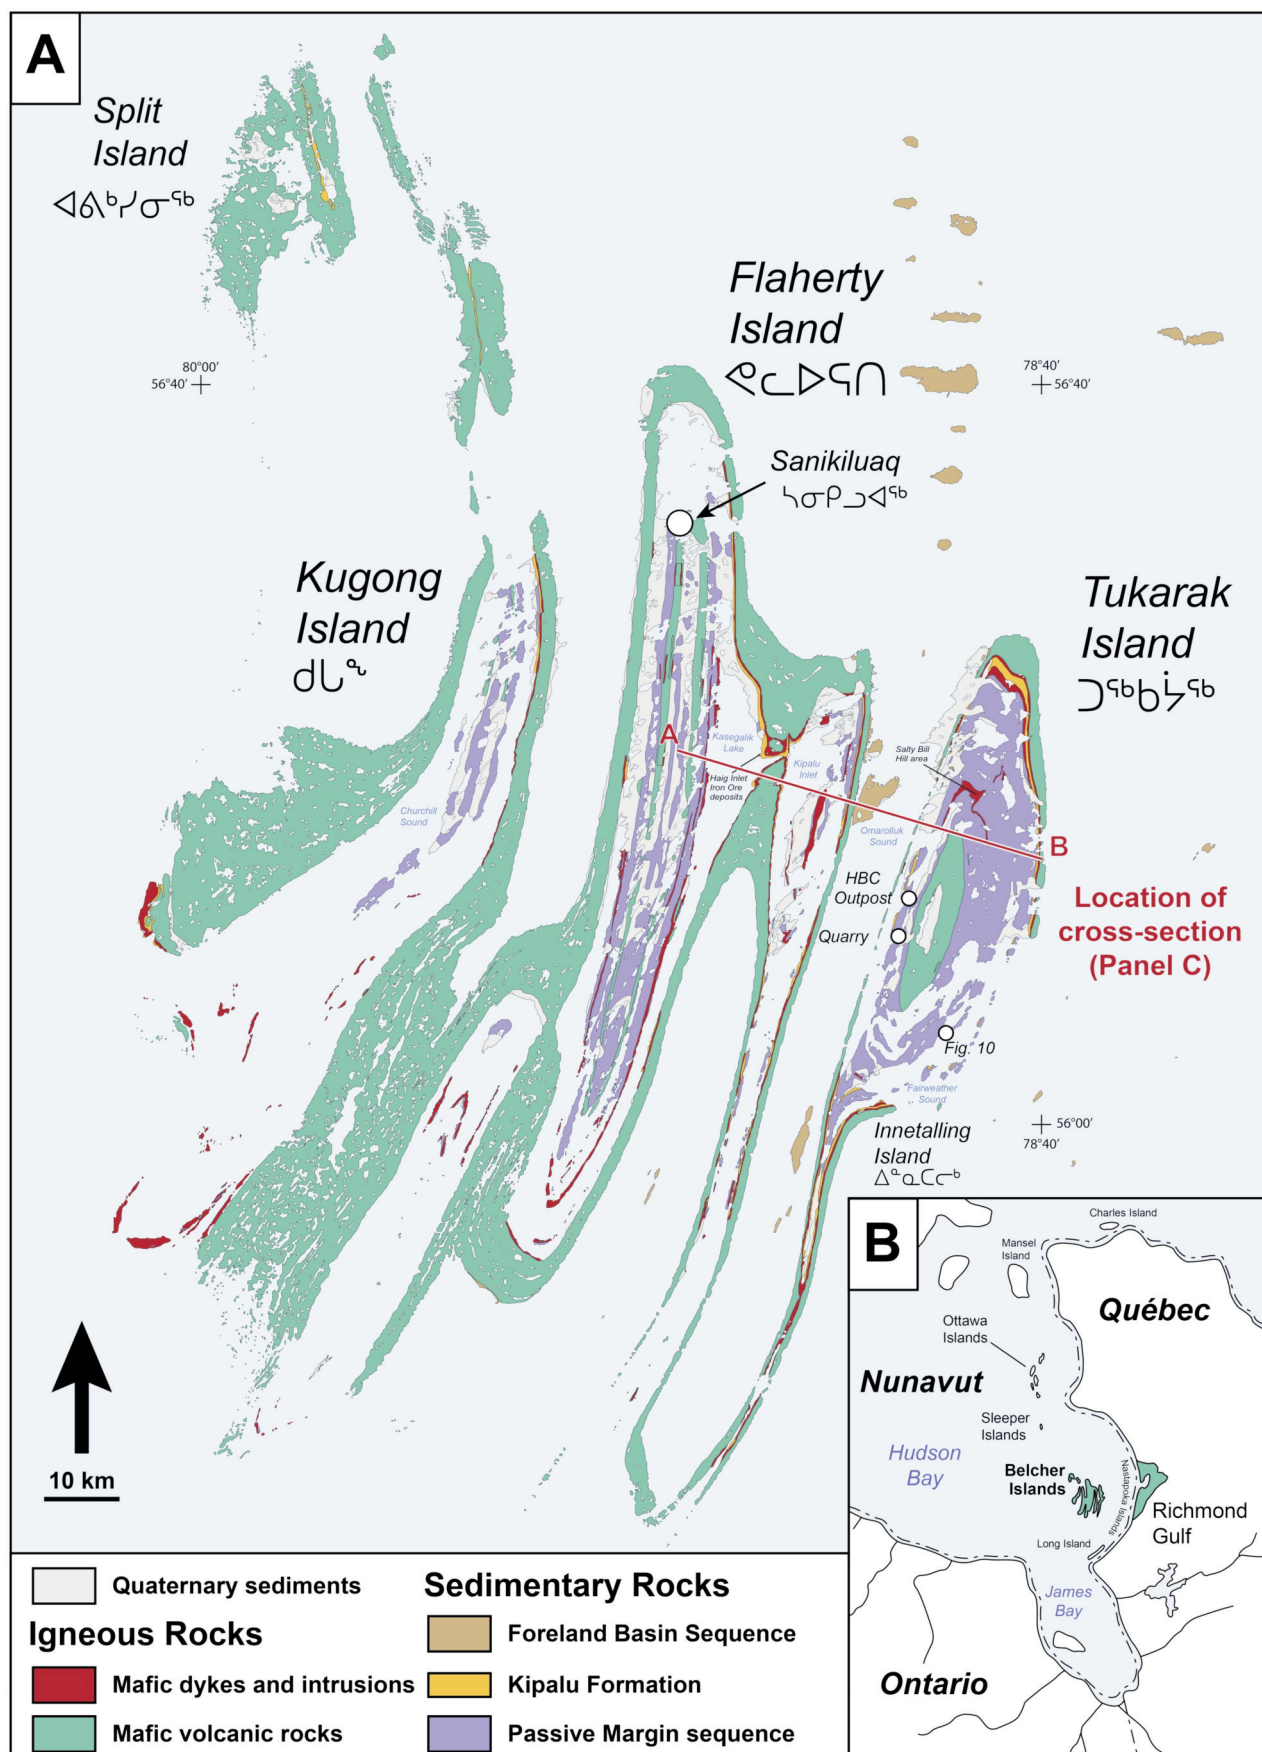 A
Split
Island
ᐊᕕᒃᓯᓂᖅ
Flaherty
Island
ᕿᓚᐅᕋᑎ
80°00'
56°40'
78°40'
56°40'
Sanikiluaq
ᓴᓂᑭᓗᐊᖅ
Kugong
Island
ᑯᒐᖕ
Tukarak
Island
ᑐᖅᑲᔮᖅ
A
Kasegalik
Lake
Kipalu
Inlet
Haig Inlet
Iron Ore
deposits
Salty Bill
Hill area
Churchill
Sound
Omarolluk
Sound
B
HBC
Outpost
Quarry
Location of
cross-section
(Panel C)
Fig. 10
Fairweather
Sound
56°00'
78°40'
Innetalling
Island
10 km
B
Charles Island
Mansel
Island
Québec
Ottawa
Islands
Nunavut
Sleeper
Islands
Hudson
Bay
Belcher
Islands
Nastapoka Islands
Richmond
Gulf
Long Island
James
Bay
Ontario
Quaternary sediments
Igneous Rocks
Mafic dykes and intrusions
Mafic volcanic rocks
Sedimentary Rocks
Foreland Basin Sequence
Kipalu Formation
Passive Margin sequence